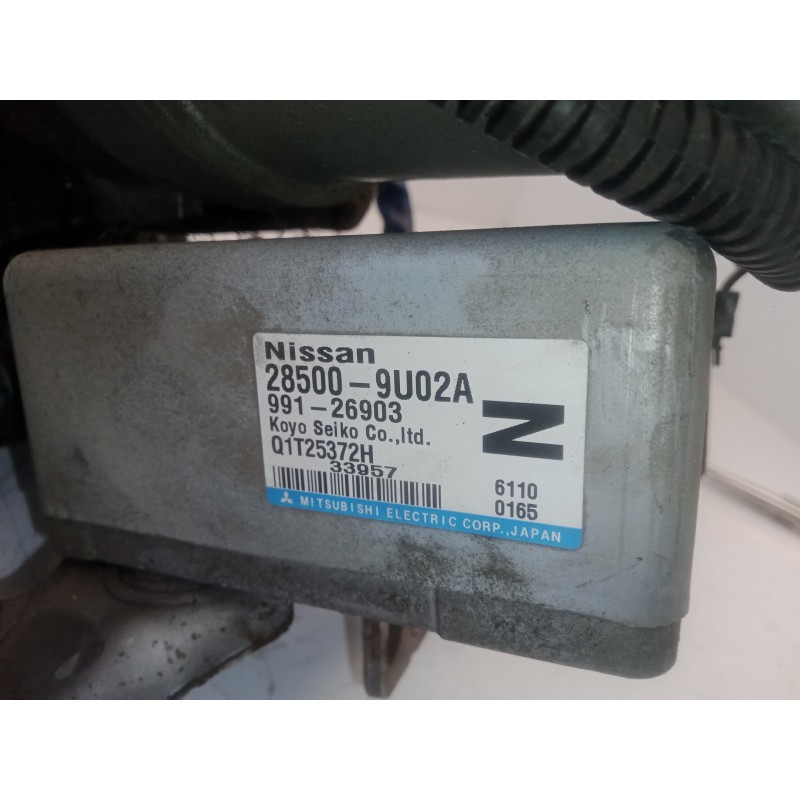 Nissan
28500-9U02A
991-26903
Koyo Seiko Co.,ltd.
Q1T25372H
33957
N
6110
0165
MITSUBISHI ELECTRIC CORP.,JAPAN